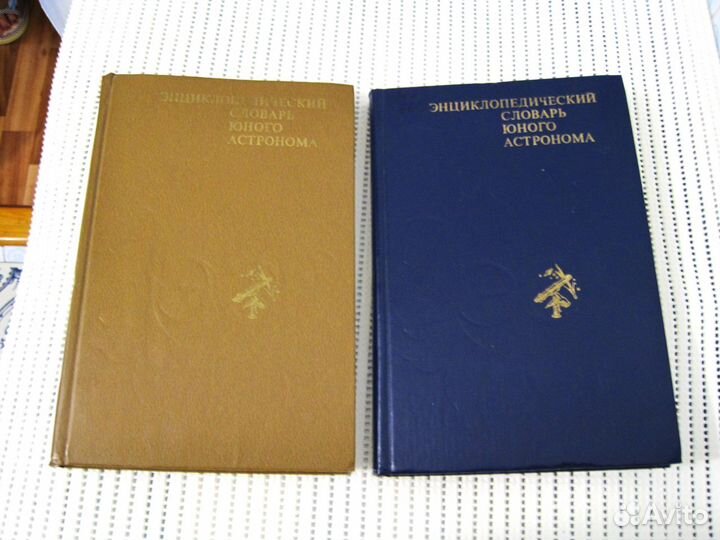 ЭНЦИКЛОПЕДИЧЕСКИЙ
СЛОВАРЬ
ЮНОГО
АСТРОНОМА
ЭНЦИКЛОПЕДИЧЕСКИЙ
СЛОВАРЬ
ЮНОГО
АСТРОНОМА
Avito